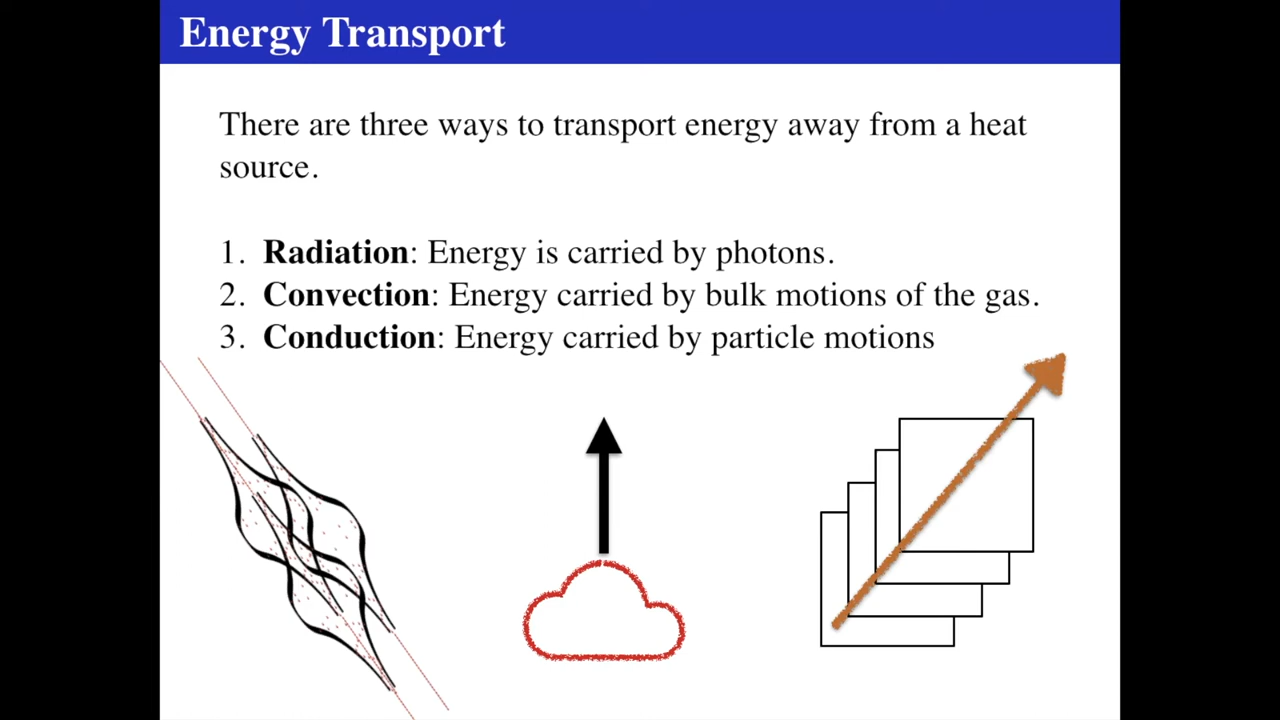 Energy Transport
There are three ways to transport energy away from a heat
source.
1. Radiation: Energy is carried by photons.
2. Convection: Energy carried by bulk motions of the gas.
3. Conduction: Energy carried by particle motions